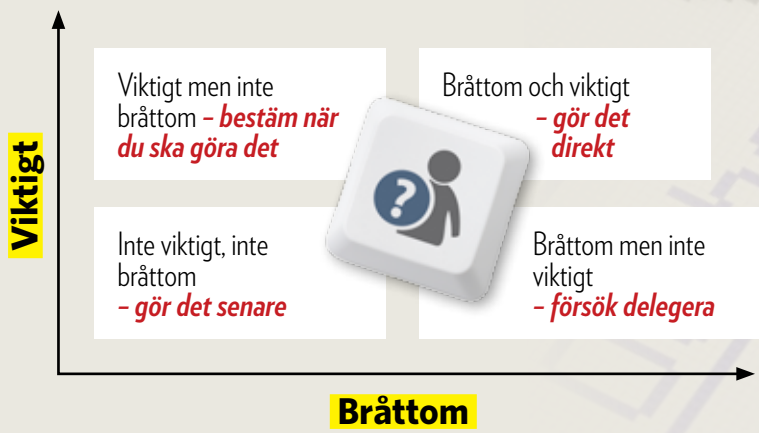 Viktigt
Viktigt men inte
bråttom – bestäm när
du ska göra det
Bråttom och viktigt
– gör det
direkt
?
Inte viktigt, inte
bråttom
– gör det senare
Bråttom men inte
viktigt
– försök delegera
Bråttom